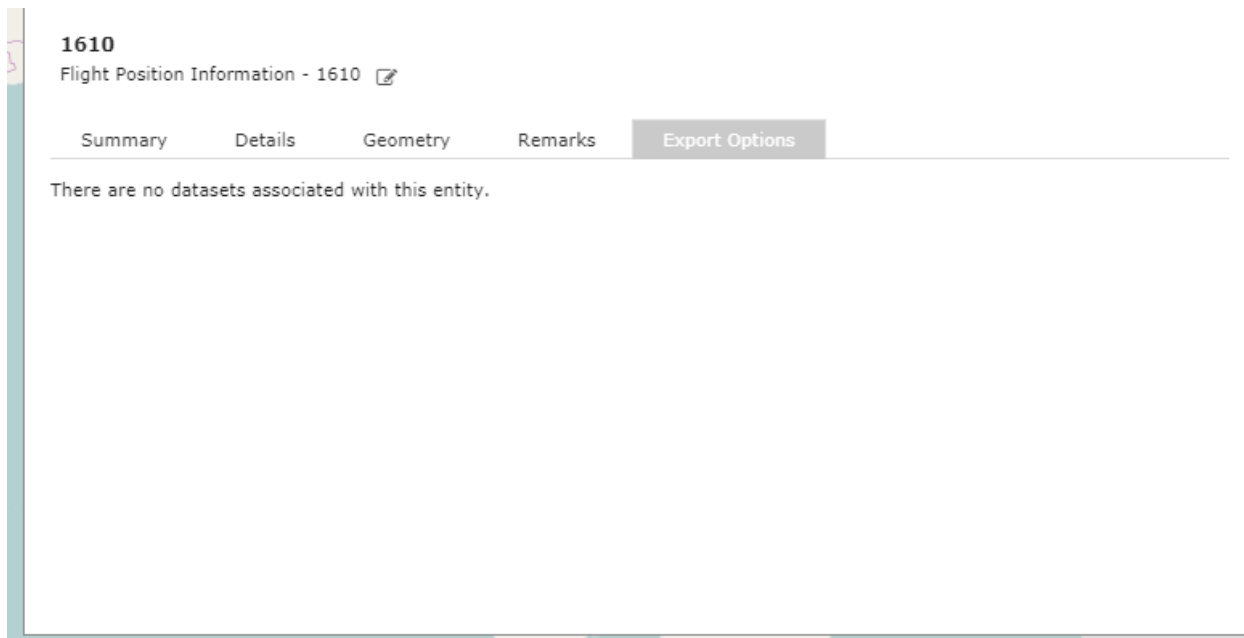 1610
Flight Position Information - 1610
Summary Details Geometry Remarks Export Options
There are no datasets associated with this entity.